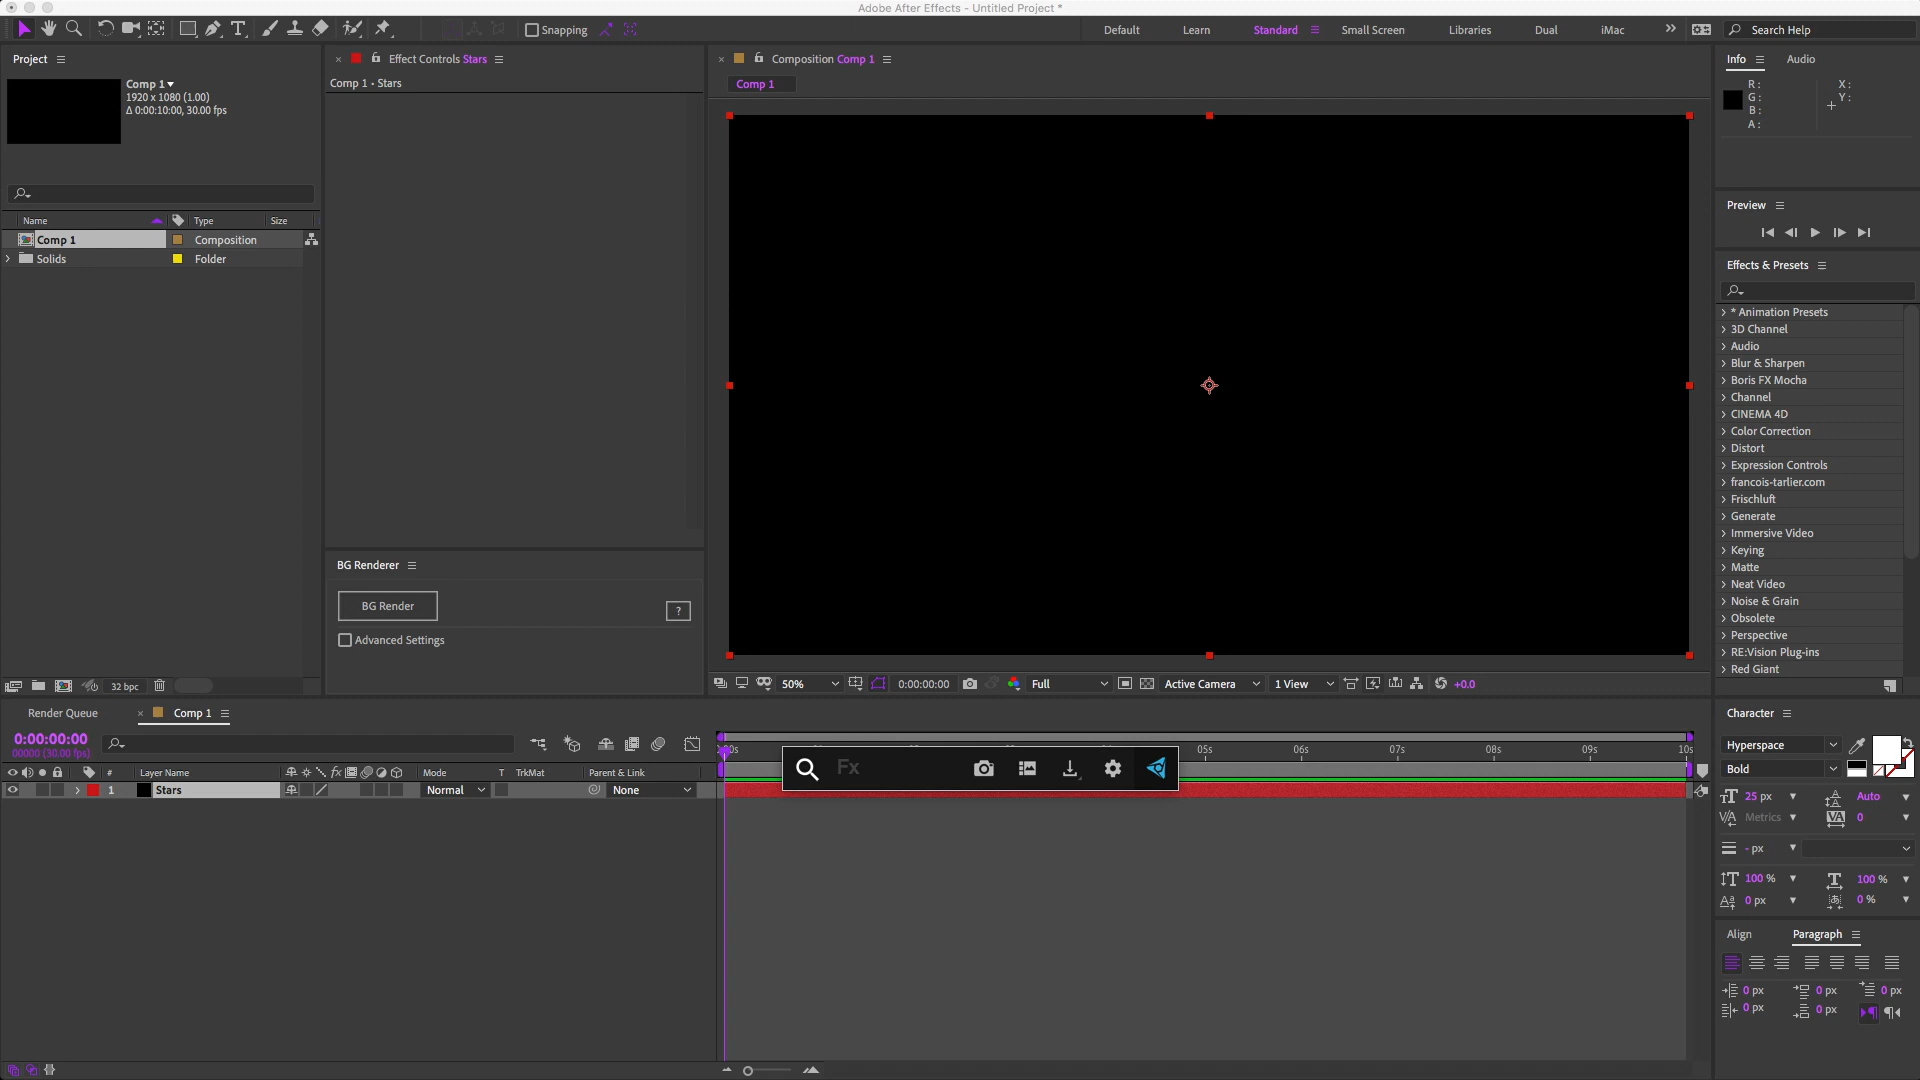 Adobe After Effects - Untitled Project *
Snapping
Default
Learn
Standard
Small Screen
Libraries
Dual
iMac
Search Help
Project
Comp 1
1920 x 1080 (1.00)
Δ 0:00:10:00, 30.00 fps
Name
Type
Size
Comp 1
Composition
Solids
Folder
32 bpc
Effect Controls Stars
Comp 1 • Stars
BG Renderer
BG Render
?
Advanced Settings
Composition Comp 1
Comp 1
50%
0:00:00:00
Full
Active Camera
1 View
+0.0
Info
Audio
R :
G :
B :
A :
X :
Y :
Preview
Effects & Presets
* Animation Presets
3D Channel
Audio
Blur & Sharpen
Boris FX Mocha
Channel
CINEMA 4D
Color Correction
Distort
Expression Controls
francois-tarlier.com
Frischluft
Generate
Immersive Video
Keying
Matte
Neat Video
Noise & Grain
Obsolete
Perspective
RE:Vision Plug-ins
Red Giant
Render Queue
Comp 1
0:00:00:00
00000 (30.00 fps)
#
Layer Name
Mode
T
TrkMat
Parent & Link
1
Stars
Normal
None
05s
06s
07s
08s
09s
10s
Fx
Character
Hyperspace
Bold
25 px
Auto
Metrics
0
- px
100 %
100 %
0 px
0 %
Align
Paragraph
0 px
0 px
0 px
0 px
0 px